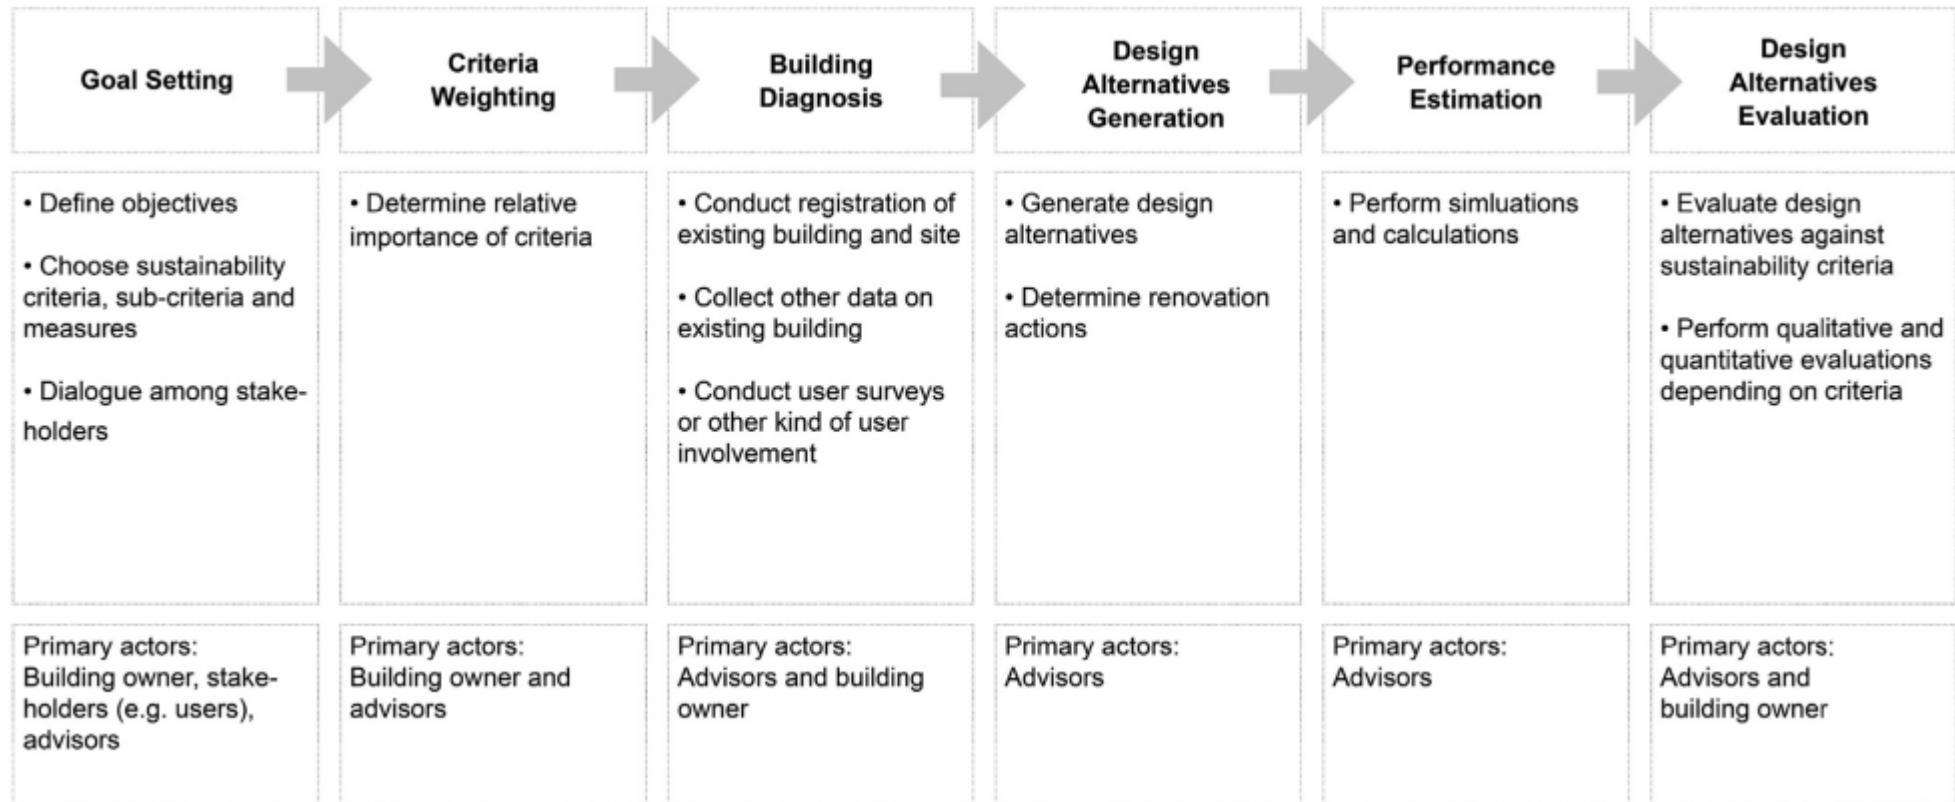 Goal Setting
Criteria
Weighting
Building
Diagnosis
Design
Alternatives
Generation
Performance
Estimation
Design
Alternatives
Evaluation
• Define objectives
• Choose sustainability
criteria, sub-criteria and
measures
• Dialogue among stake-
holders
• Determine relative
importance of criteria
• Conduct registration of
existing building and site
• Collect other data on
existing building
• Conduct user surveys
or other kind of user
involvement
• Generate design
alternatives
• Determine renovation
actions
• Perform simluations
and calculations
• Evaluate design
alternatives against
sustainability criteria
• Perform qualitative and
quantitative evaluations
depending on criteria
Primary actors:
Building owner, stake-
holders (e.g. users),
advisors
Primary actors:
Building owner and
advisors
Primary actors:
Advisors and building
owner
Primary actors:
Advisors
Primary actors:
Advisors
Primary actors:
Advisors and
building owner